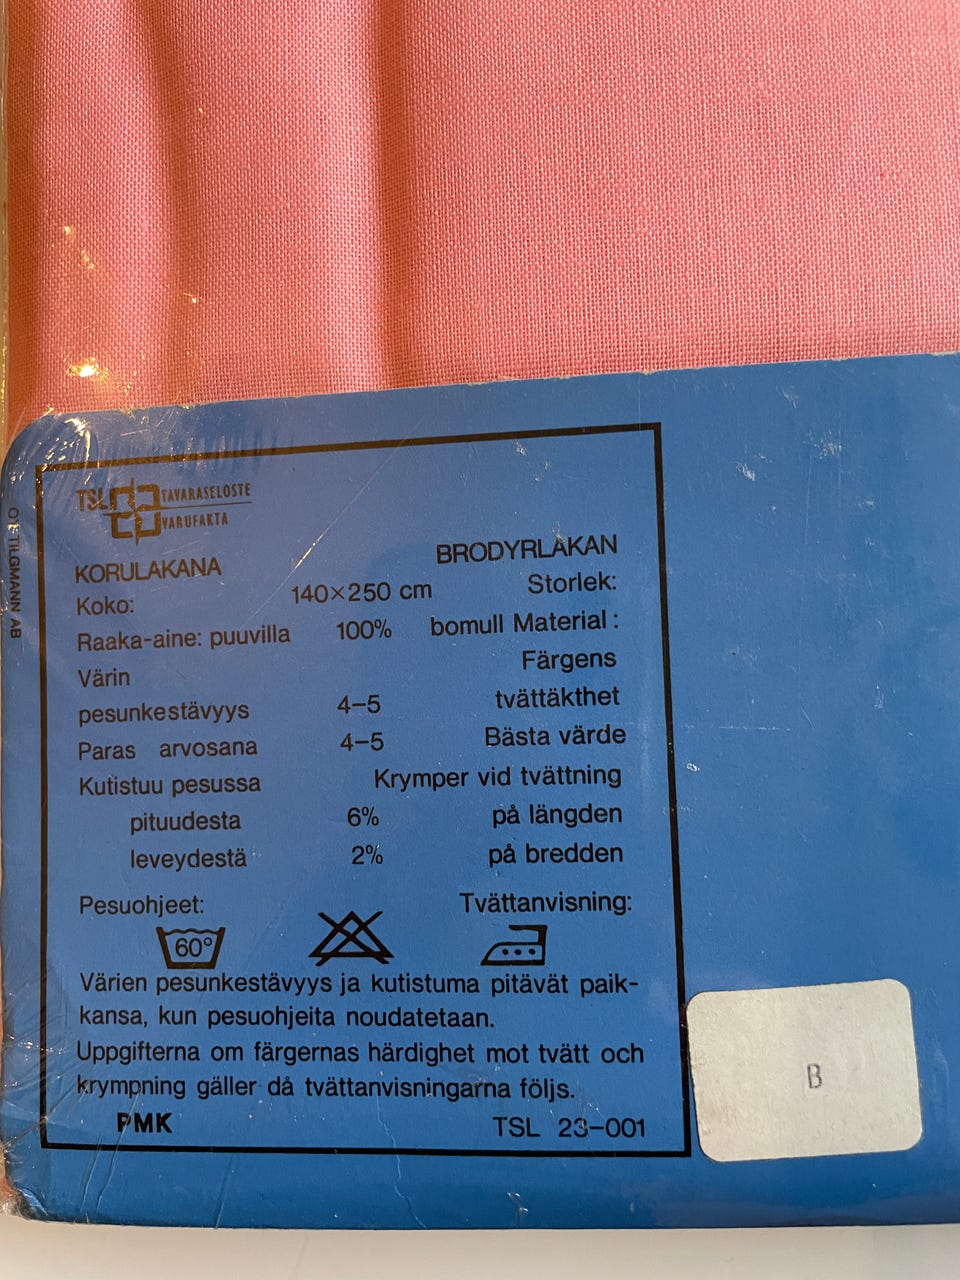 TSL TAVARASELOSTE
VARUFAKTA
KORULAKANA BRODYRLAKAN
Koko: 140×250 cm Storlek:
Raaka-aine: puuvilla 100% bomull Material :
Värin Färgens
pesunkestävyys 4–5 tvättäkthet
Paras arvosana 4–5 Bästa värde
Kutistuu pesussa Krymper vid tvättning
pituudesta 6% på längden
leveydestä 2% på bredden
Pesuohjeet: Tvättanvisning:
60°
Värien pesunkestävyys ja kutistuma pitävät paik-
kansa, kun pesuohjeita noudatetaan.
Uppgifterna om färgernas härdighet mot tvätt och
krympning gäller då tvättanvisningarna följs.
PMK TSL 23–001
B
OY TILGMANN AB